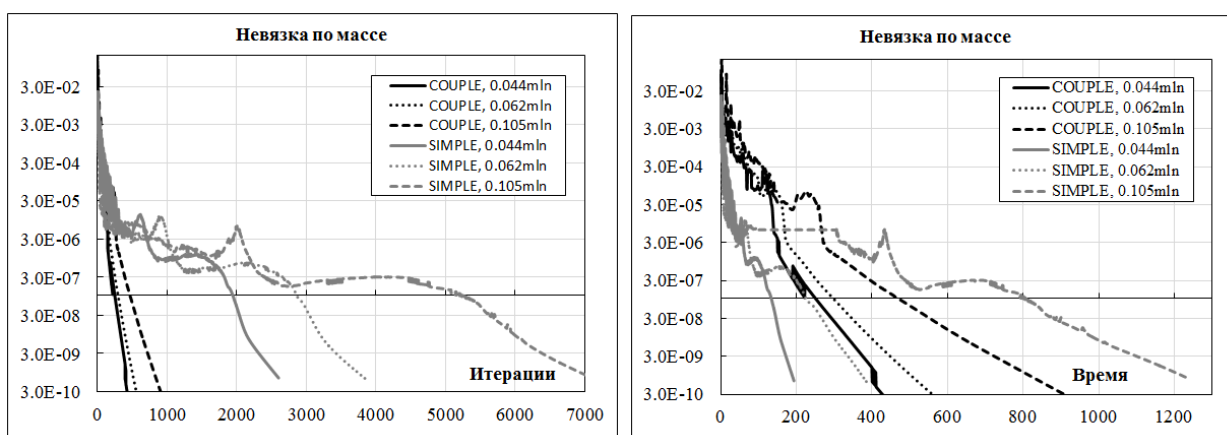 Невязка по массе
3.0E-02
3.0E-03
3.0E-04
3.0E-05
3.0E-06
3.0E-07
3.0E-08
3.0E-09
3.0E-10
COUPLE, 0.044mln
COUPLE, 0.062mln
COUPLE, 0.105mln
SIMPLE, 0.044mln
SIMPLE, 0.062mln
SIMPLE, 0.105mln
Итерации
0 1000 2000 3000 4000 5000 6000 7000
Невязка по массе
3.0E-02
3.0E-03
3.0E-04
3.0E-05
3.0E-06
3.0E-07
3.0E-08
3.0E-09
3.0E-10
COUPLE, 0.044mln
COUPLE, 0.062mln
COUPLE, 0.105mln
SIMPLE, 0.044mln
SIMPLE, 0.062mln
SIMPLE, 0.105mln
Время
0 200 400 600 800 1000 1200